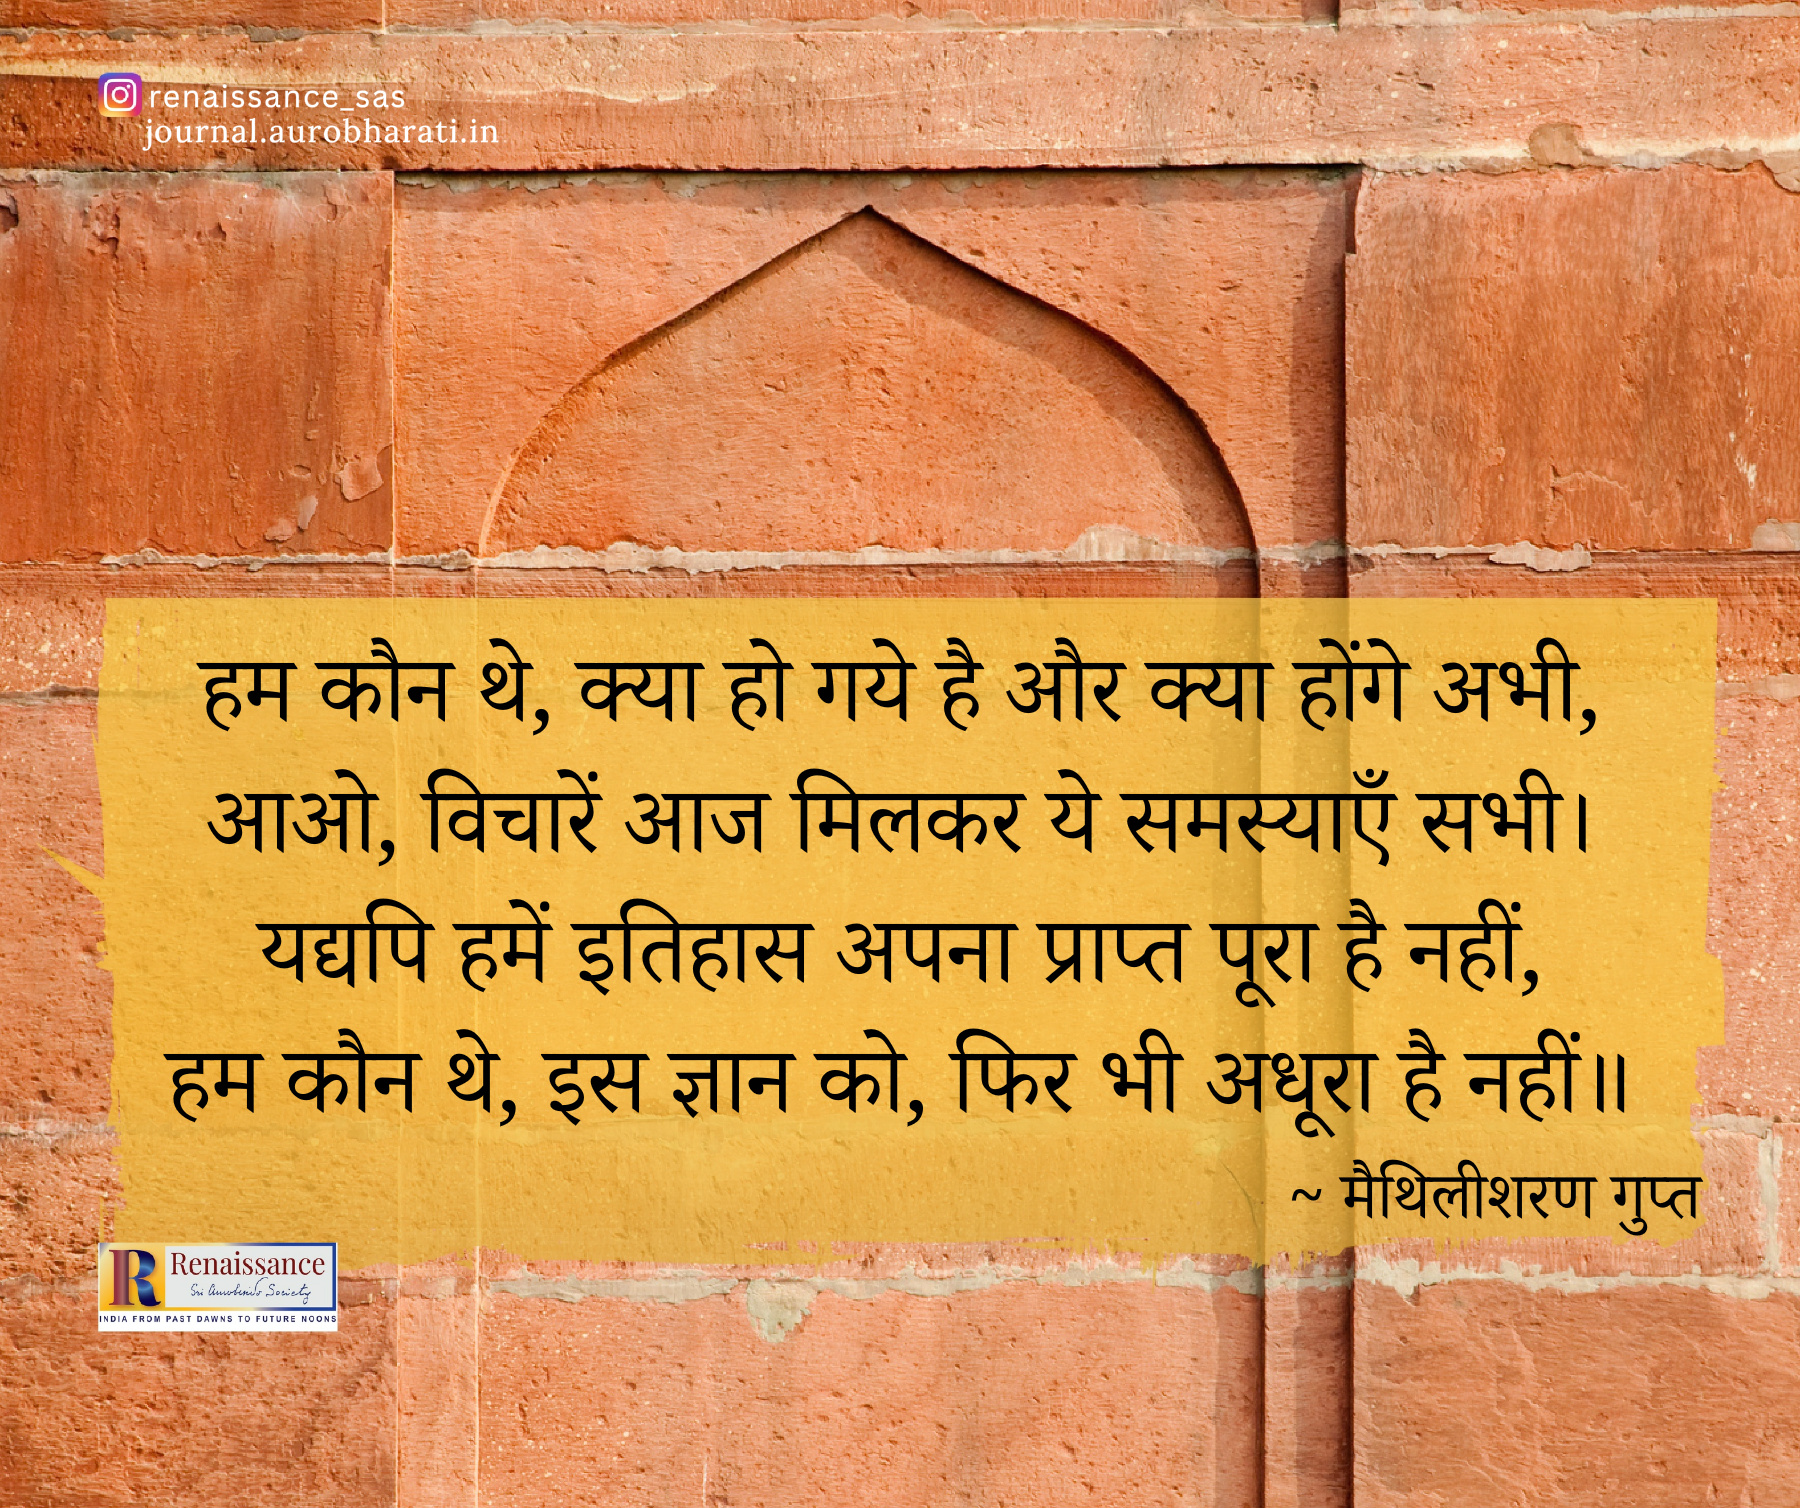 renaissance_sas
journal.aurobharati.in
हम कौन थे, क्या हो गये है और क्या होंगे अभी,
आओ, विचारें आज मिलकर ये समस्याएँ सभी।
यद्यपि हमें इतिहास अपना प्राप्त पूरा है नहीं,
हम कौन थे, इस ज्ञान को, फिर भी अधूरा है नहीं॥
~ मैथिलीशरण गुप्त
R Renaissance
Sri Aurobindo Society
INDIA FROM PAST DAWNS TO FUTURE NOONS